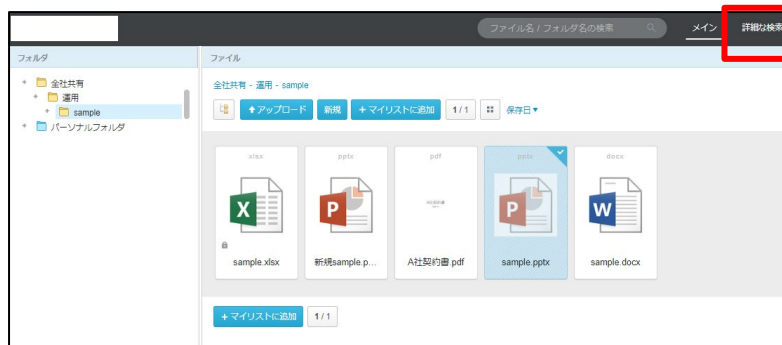 ファイル名 / フォルダ名の検索
メイン
詳細な検索
フォルダ
ファイル
全社共有
運用
sample
パーソナルフォルダ
全社共有 - 運用 - sample
アップロード
新規
+ マイリストに追加
1 / 1
保存日▼
xlsx
pptx
pdf
pptx
docx
X
P
P
W
sample.xlsx
新規sample.p...
A社契約書.pdf
sample.pptx
sample.docx
+ マイリストに追加
1 / 1